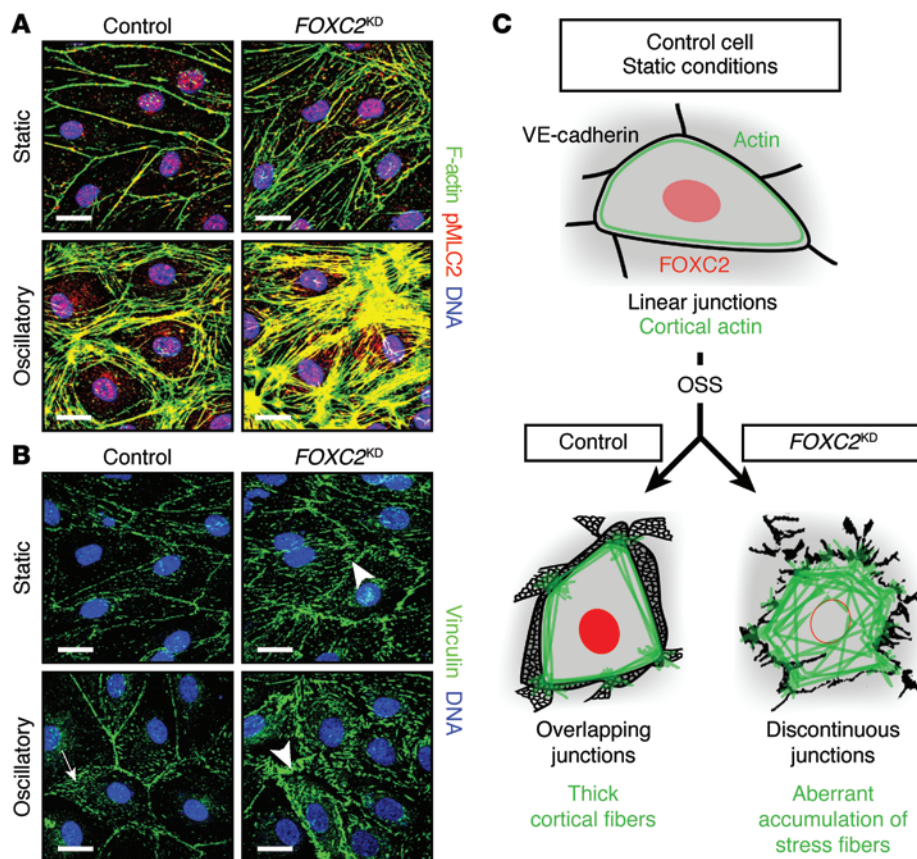 A
Control
FOXC2KD
Static
Oscillatory
F-actin pMLC2 DNA
B
Control
FOXC2KD
Static
Oscillatory
Vinculin DNA
C
Control cell
Static conditions
VE-cadherin
Actin
FOXC2
Linear junctions
Cortical actin
OSS
Control
FOXC2KD
Overlapping
junctions
Thick
cortical fibers
Discontinuous
junctions
Aberrant
accumulation of
stress fibers